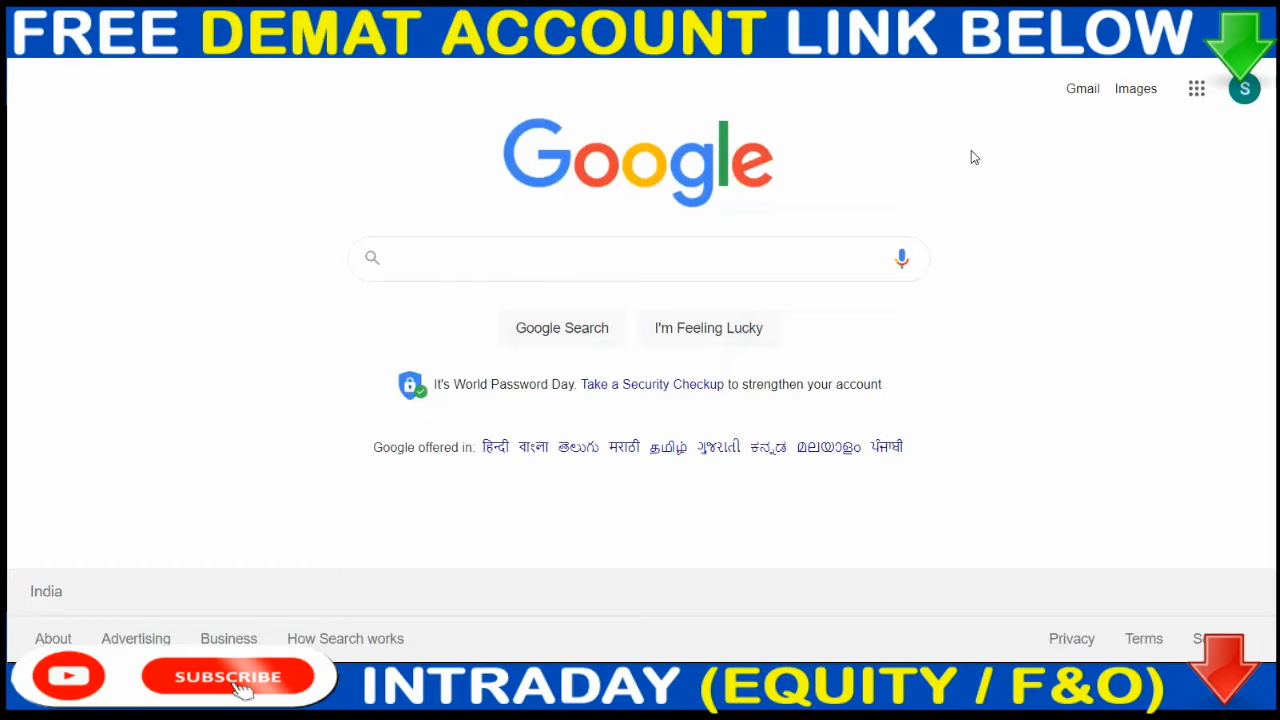 FREE DEMAT ACCOUNT LINK BELOW
Gmail Images S
Google
Google Search I'm Feeling Lucky
It's World Password Day. Take a Security Checkup to strengthen your account
Google offered in: हिन्दी বাংলা తెలుగు मराठी தமிழ் ગુજરાતી ಕನ್ನಡ മലയാളം ਪੰਜਾਬੀ
India
About Advertising Business How Search works Privacy Terms
SUBSCRIBE
INTRADAY (EQUITY / F&O)